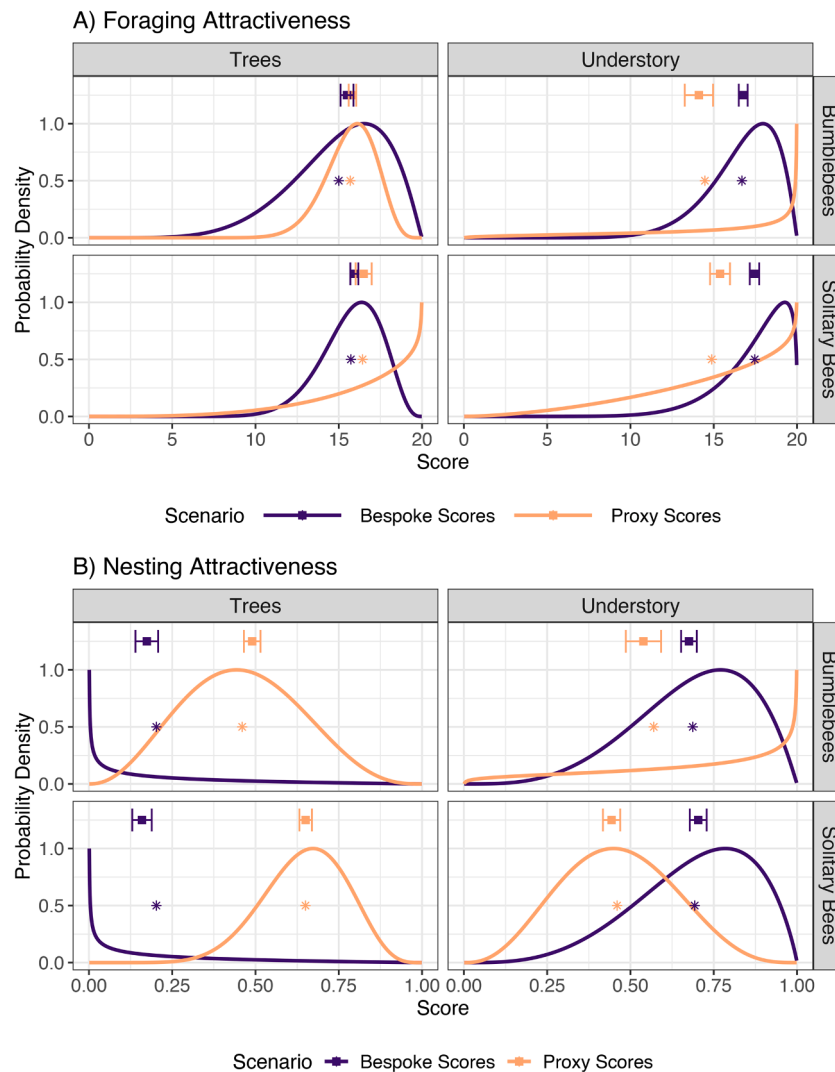 A) Foraging Attractiveness
Trees
Understory
Probability Density
1.0
0.5
0.0
Bumblebees
1.0
0.5
0.0
Solitary Bees
0 5 10 15 20
0 5 10 15 20
Score
Scenario Bespoke Scores Proxy Scores
B) Nesting Attractiveness
Trees
Understory
Probability Density
1.0
0.5
0.0
Bumblebees
1.0
0.5
0.0
Solitary Bees
0.00 0.25 0.50 0.75 1.00
0.00 0.25 0.50 0.75 1.00
Score
Scenario Bespoke Scores Proxy Scores